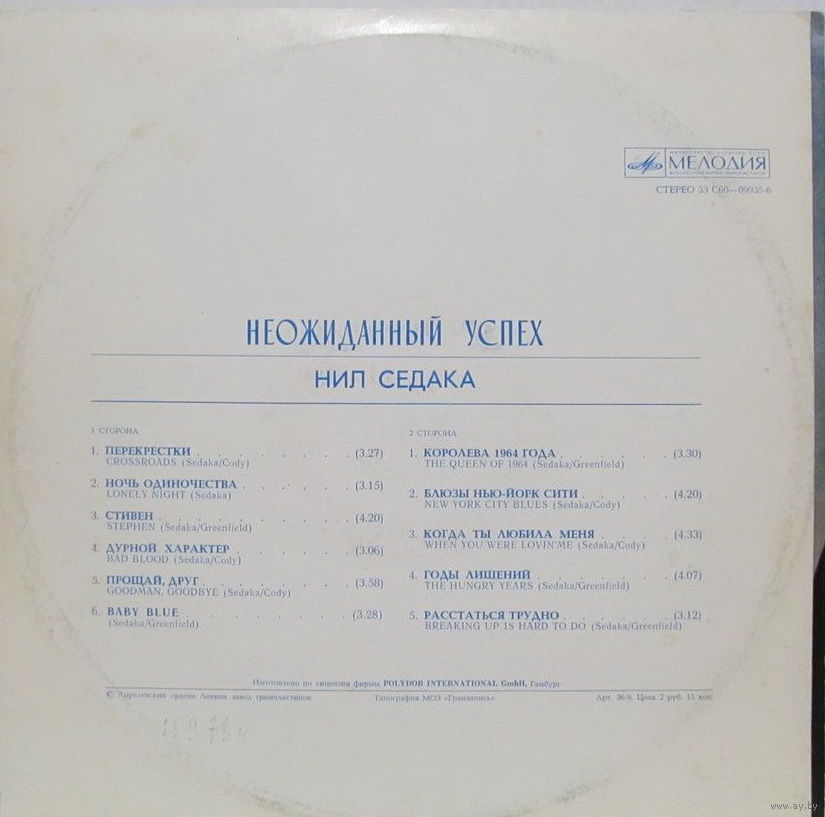 МЕЛОДИЯ
СТЕРЕО 33 С60—09935-6
НЕОЖИДАННЫЙ УСПЕХ
НИЛ СЕДАКА
1 СТОРОНА
1. ПЕРЕКРЕСТКИ . . . . . . . . (3.27)
CROSSROADS (Sedaka/Cody)
2. НОЧЬ ОДИНОЧЕСТВА . . . . . (3.15)
LONELY NIGHT (Sedaka)
3. СТИВЕН . . . . . . . . . (4.20)
STEPHEN (Sedaka/Greenfield)
4. ДУРНОЙ ХАРАКТЕР . . . . . . (3.06)
BAD BLOOD (Sedaka/Cody)
5. ПРОЩАЙ, ДРУГ . . . . . . . . (3.58)
GOODMAN, GOODBYE (Sedaka/Cody)
6. BABY BLUE . . . . . . . . (3.28)
(Sedaka/Greenfield)
2 СТОРОНА
1. КОРОЛЕВА 1964 ГОДА . . . . . . (3.30)
THE QUEEN OF 1964 (Sedaka/Greenfield)
2. БЛЮЗЫ НЬЮ-ЙОРК СИТИ . . . . . (4.20)
NEW YORK CITY BLUES (Sedaka/Cody)
3. КОГДА ТЫ ЛЮБИЛА МЕНЯ . . . . (4.33)
WHEN YOU WERE LOVIN'ME (Sedaka/Cody)
4. ГОДЫ ЛИШЕНИЙ . . . . . . . (4.07)
THE HUNGRY YEARS (Sedaka/Greenfield)
5. РАССТАТЬСЯ ТРУДНО . . . . . . (3.12)
BREAKING UP IS HARD TO DO (Sedaka/Greenfield)
Изготовлено по лицензии фирмы POLYDOR INTERNATIONAL GmbH, Гамбург
© Апрелевский ордена Ленина завод грампластинок Типография МОЗ «Грамзапись» Арт. 36-9. Цена 2 руб. 15 коп.
www.ay.by